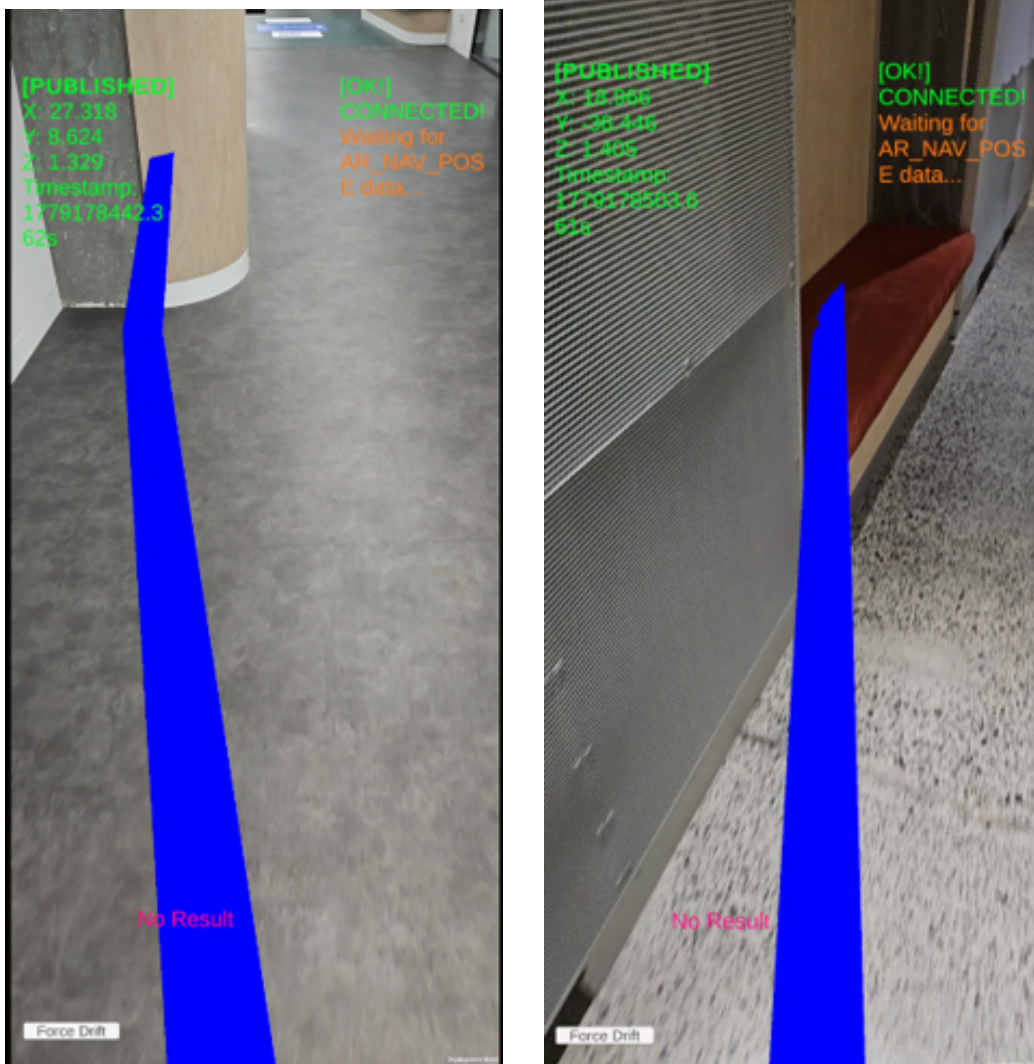 [PUBLISHED]
X: 27.318
Y: 8.624
Z: 1.329
Timestamp:
1779178442.3
62s
[OK!]
CONNECTED!
Waiting for
AR_NAV_POS
E data...
No Result
Force Drift
[PUBLISHED]
X: 18.966
Y: -36.446
Z: 1.405
Timestamp:
1779178503.6
61s
[OK!]
CONNECTED!
Waiting for
AR_NAV_POS
E data...
No Result
Force Drift